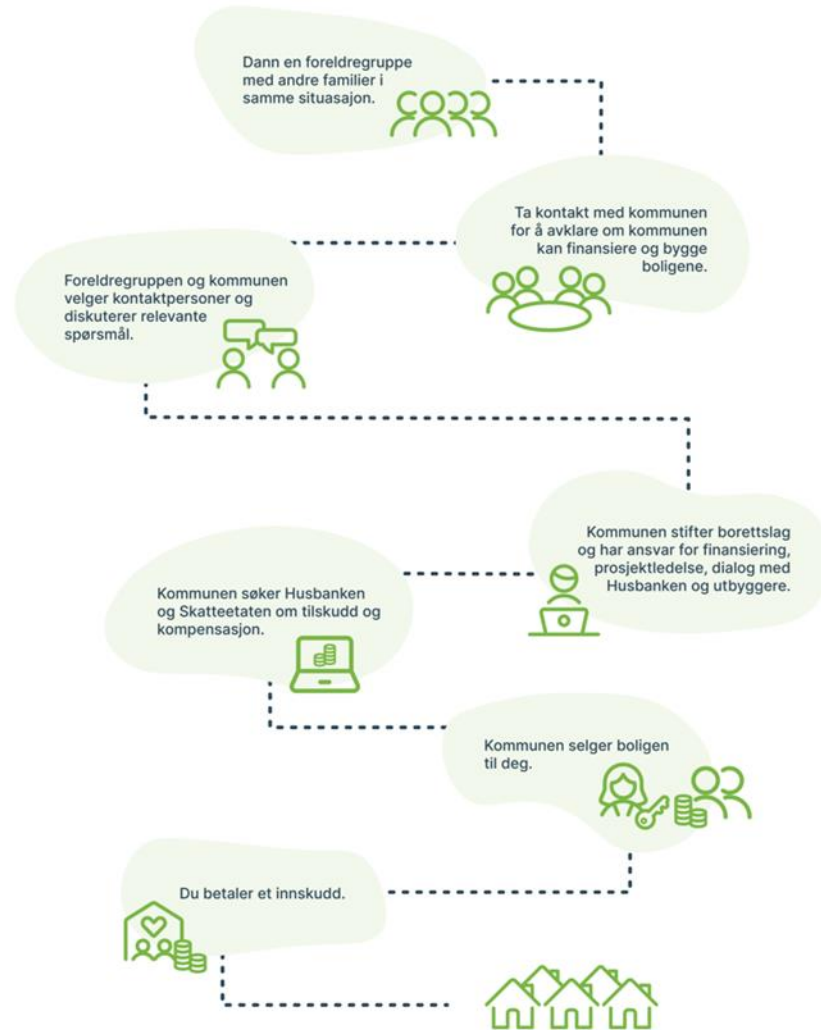 Dann en foreldregruppe
med andre familier i
samme situasjon.
Ta kontakt med kommunen
for å avklare om kommunen
kan finansiere og bygge
boligene.
Foreldregruppen og kommunen
velger kontaktpersoner og
diskuterer relevante
spørsmål.
Kommunen stifter borettslag
og har ansvar for finansiering,
prosjektledelse, dialog med
Husbanken og utbyggere.
Kommunen søker Husbanken
og Skatteetaten om tilskudd og
kompensasjon.
Kommunen selger boligen
til deg.
Du betaler et innskudd.